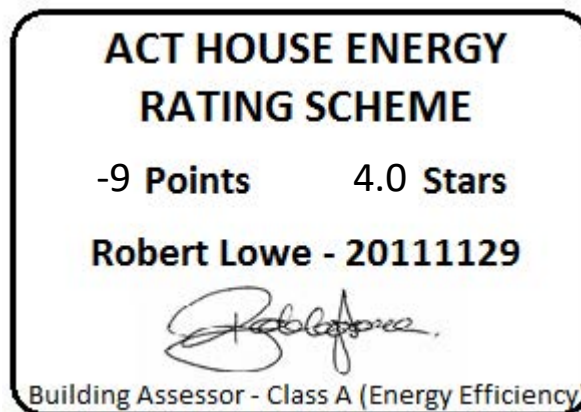 ACT HOUSE ENERGY
RATING SCHEME
-9 Points 4.0 Stars
Robert Lowe - 20111129
Building Assessor - Class A (Energy Efficiency)